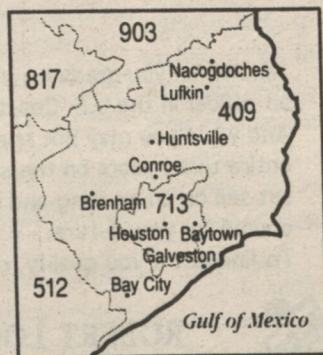 903
817
Nacogdoches
Lufkin
409
Huntsville
Conroe
Brenham
713
Houston Baytown
Galveston
512
Bay City
Gulf of Mexico